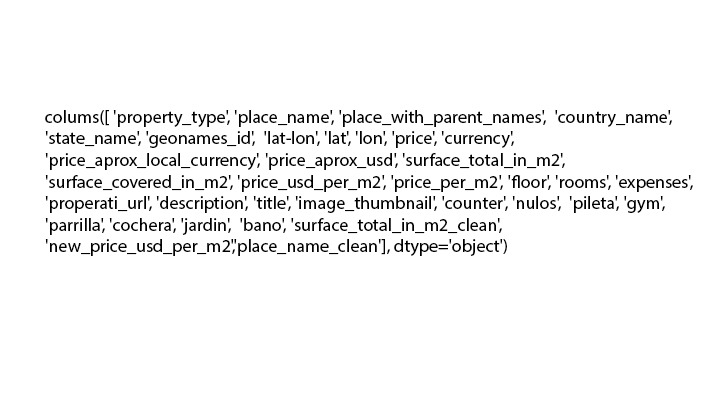 colums([ 'property_type', 'place_name', 'place_with_parent_names',  'country_name',
'state_name', 'geonames_id',  'lat-lon', 'lat', 'lon', 'price', 'currency',
'price_aprox_local_currency', 'price_aprox_usd', 'surface_total_in_m2',
'surface_covered_in_m2', 'price_usd_per_m2', 'price_per_m2', 'floor', 'rooms', 'expenses',
'properati_url', 'description', 'title', 'image_thumbnail', 'counter', 'nulos',  'pileta', 'gym',
'parrilla', 'cochera', 'jardin',  'bano', 'surface_total_in_m2_clean',
'new_price_usd_per_m2','place_name_clean'], dtype='object')